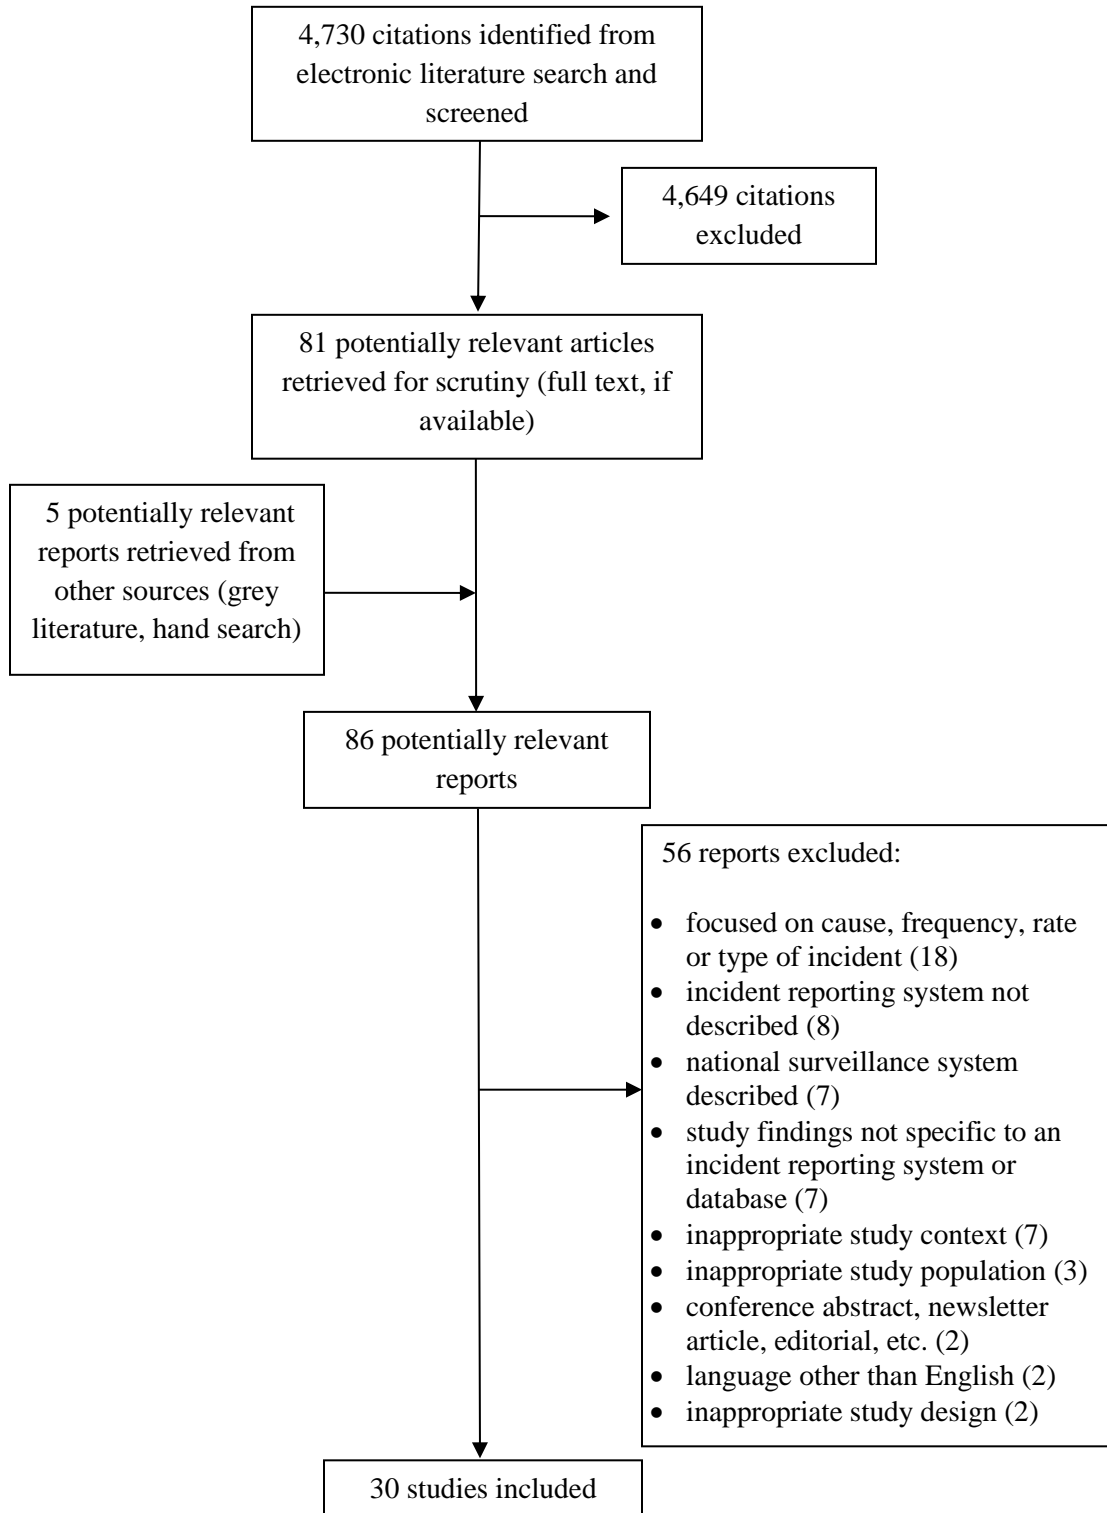 4,730 citations identified from
electronic literature search and
screened
4,649 citations
excluded
81 potentially relevant articles
retrieved for scrutiny (full text, if
available)
5 potentially relevant
reports retrieved from
other sources (grey
literature, hand search)
86 potentially relevant
reports
56 reports excluded:
• focused on cause, frequency, rate
or type of incident (18)
• incident reporting system not
described (8)
• national surveillance system
described (7)
• study findings not specific to an
incident reporting system or
database (7)
• inappropriate study context (7)
• inappropriate study population (3)
• conference abstract, newsletter
article, editorial, etc. (2)
• language other than English (2)
• inappropriate study design (2)
30 studies included